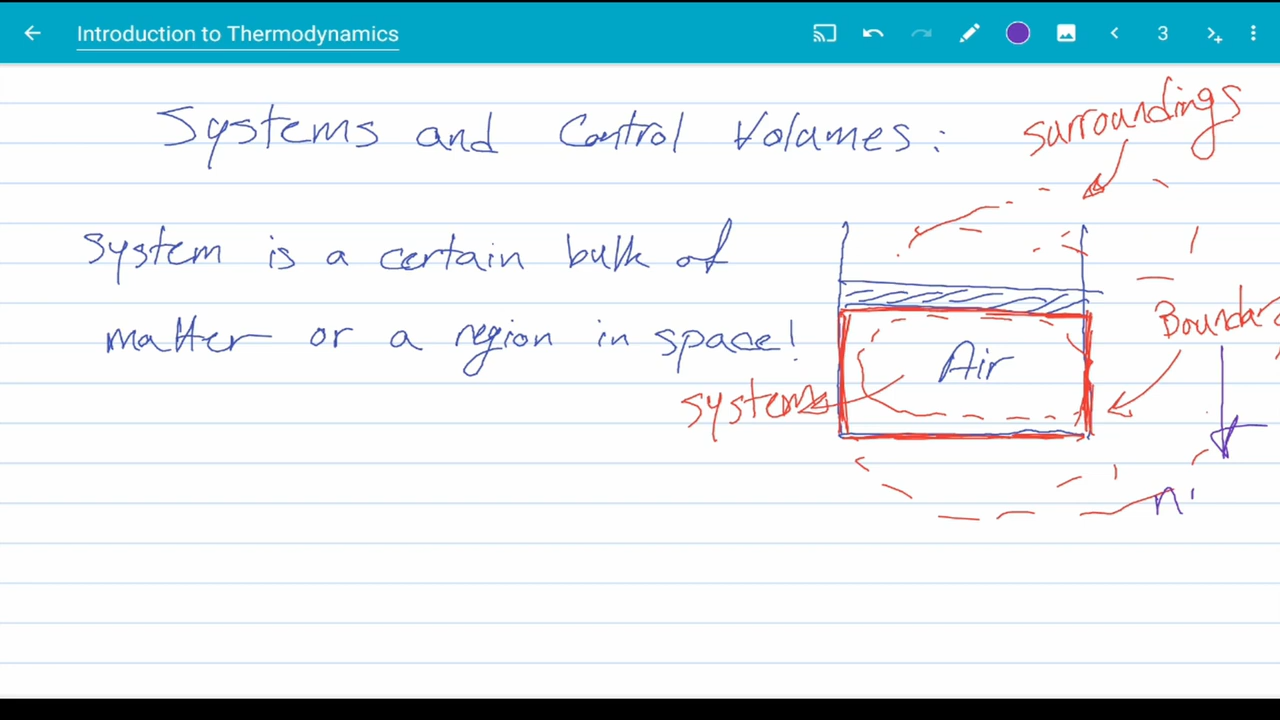 Introduction to Thermodynamics
3
Systems and Control Volumes:
surroundings
system is a certain bulk of
matter or a region in space!
Boundar
Air
system
n